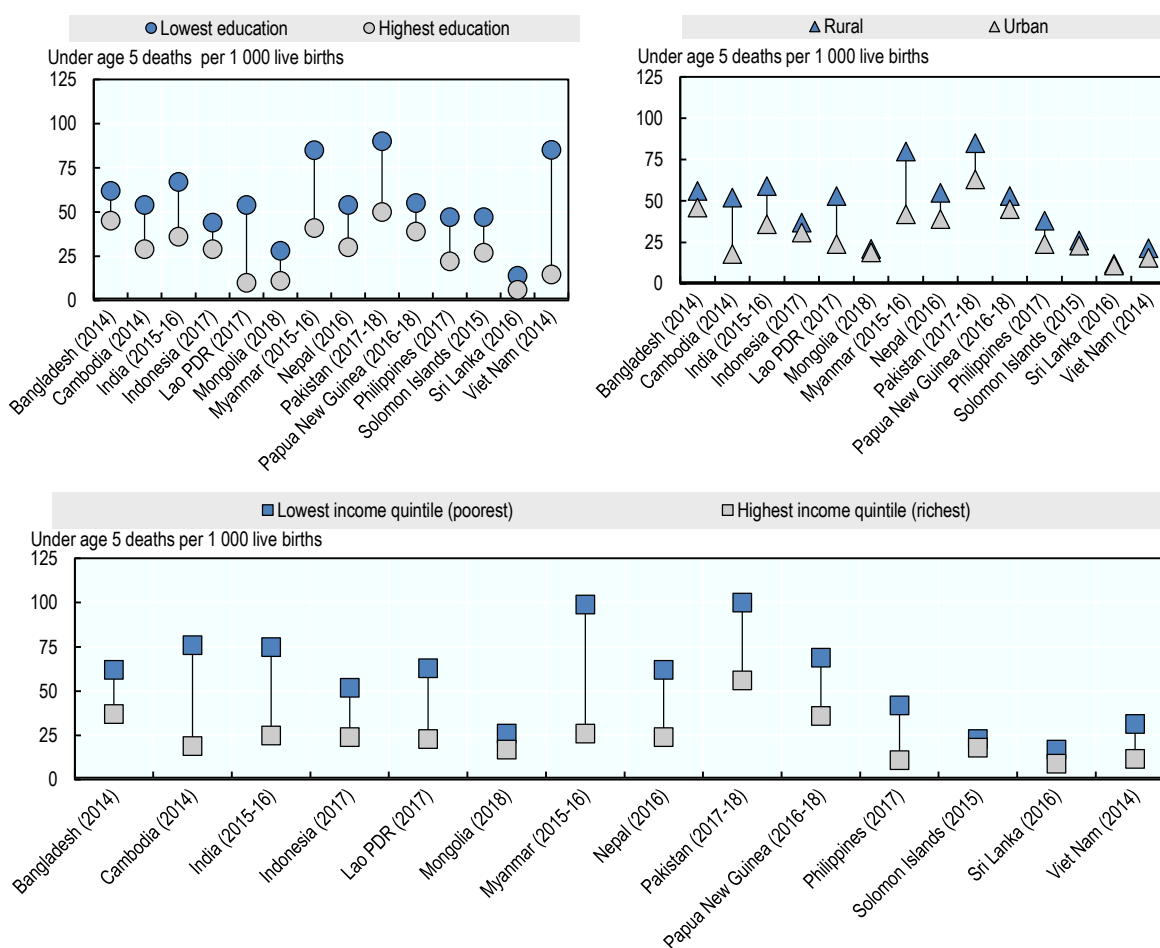 Lowest education Highest education
Under age 5 deaths per 1 000 live births
125
100
75
50
25
0
Bangladesh (2014)
Cambodia (2014)
India (2015-16)
Indonesia (2017)
Lao PDR (2017)
Mongolia (2018)
Myanmar (2015-16)
Nepal (2016)
Pakistan (2017-18)
Papua New Guinea (2016-18)
Philippines (2017)
Solomon Islands (2015)
Sri Lanka (2016)
Viet Nam (2014)
Rural Urban
Under age 5 deaths per 1 000 live births
125
100
75
50
25
0
Bangladesh (2014)
Cambodia (2014)
India (2015-16)
Indonesia (2017)
Lao PDR (2017)
Mongolia (2018)
Myanmar (2015-16)
Nepal (2016)
Pakistan (2017-18)
Papua New Guinea (2016-18)
Philippines (2017)
Solomon Islands (2015)
Sri Lanka (2016)
Viet Nam (2014)
Lowest income quintile (poorest) Highest income quintile (richest)
Under age 5 deaths per 1 000 live births
125
100
75
50
25
0
Bangladesh (2014)
Cambodia (2014)
India (2015-16)
Indonesia (2017)
Lao PDR (2017)
Mongolia (2018)
Myanmar (2015-16)
Nepal (2016)
Pakistan (2017-18)
Papua New Guinea (2016-18)
Philippines (2017)
Solomon Islands (2015)
Sri Lanka (2016)
Viet Nam (2014)